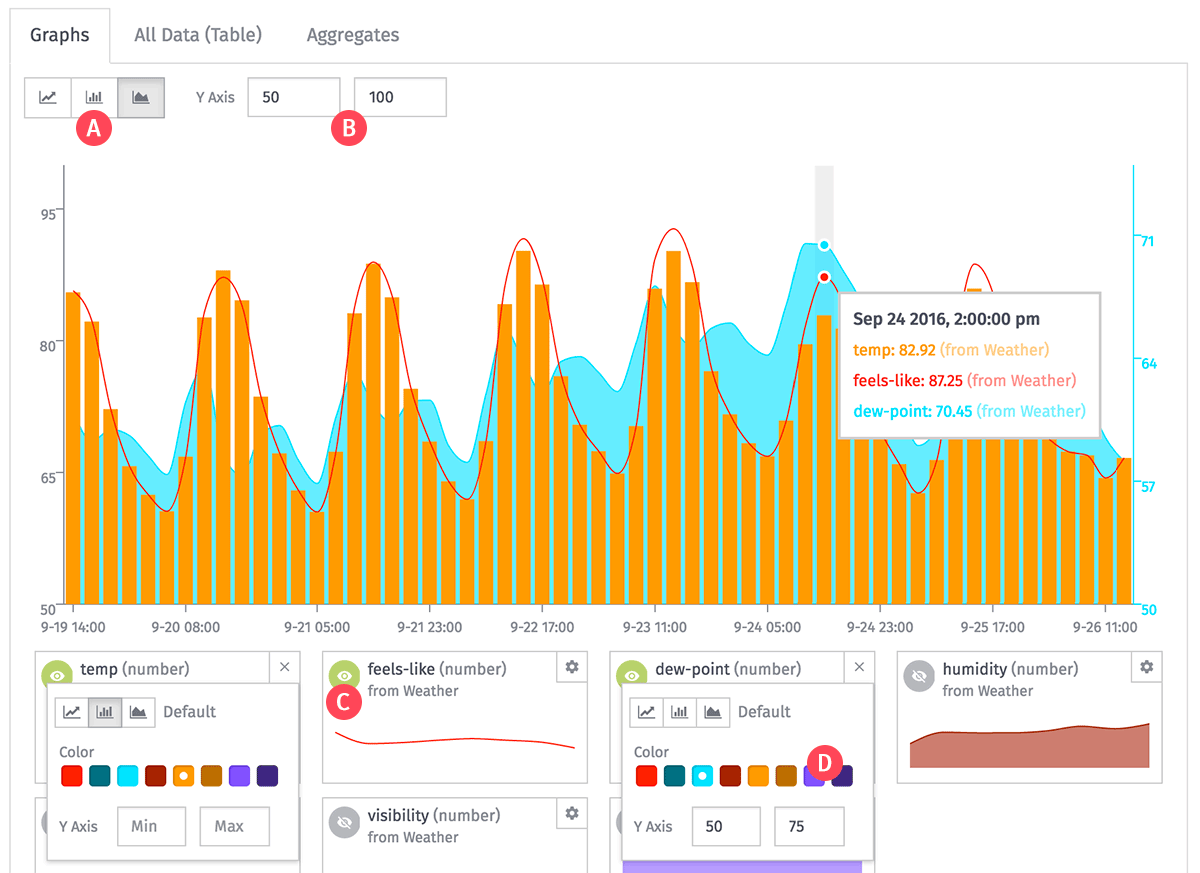 Graphs All Data (Table) Aggregates
Y Axis 50 100
A B
95
80
65
50
71
64
57
50
Sep 24 2016, 2:00:00 pm
temp: 82.92 (from Weather)
feels-like: 87.25 (from Weather)
dew-point: 70.45 (from Weather)
9-19 14:00 9-20 08:00 9-21 05:00 9-21 23:00 9-22 17:00 9-23 11:00 9-24 05:00 9-24 23:00 9-25 17:00 9-26 11:00
temp (number) ×
Default
Color
Y Axis Min Max
feels-like (number)
from Weather
C
visibility (number)
from Weather
dew-point (number) ×
Default
Color
D
Y Axis 50 75
humidity (number)
from Weather